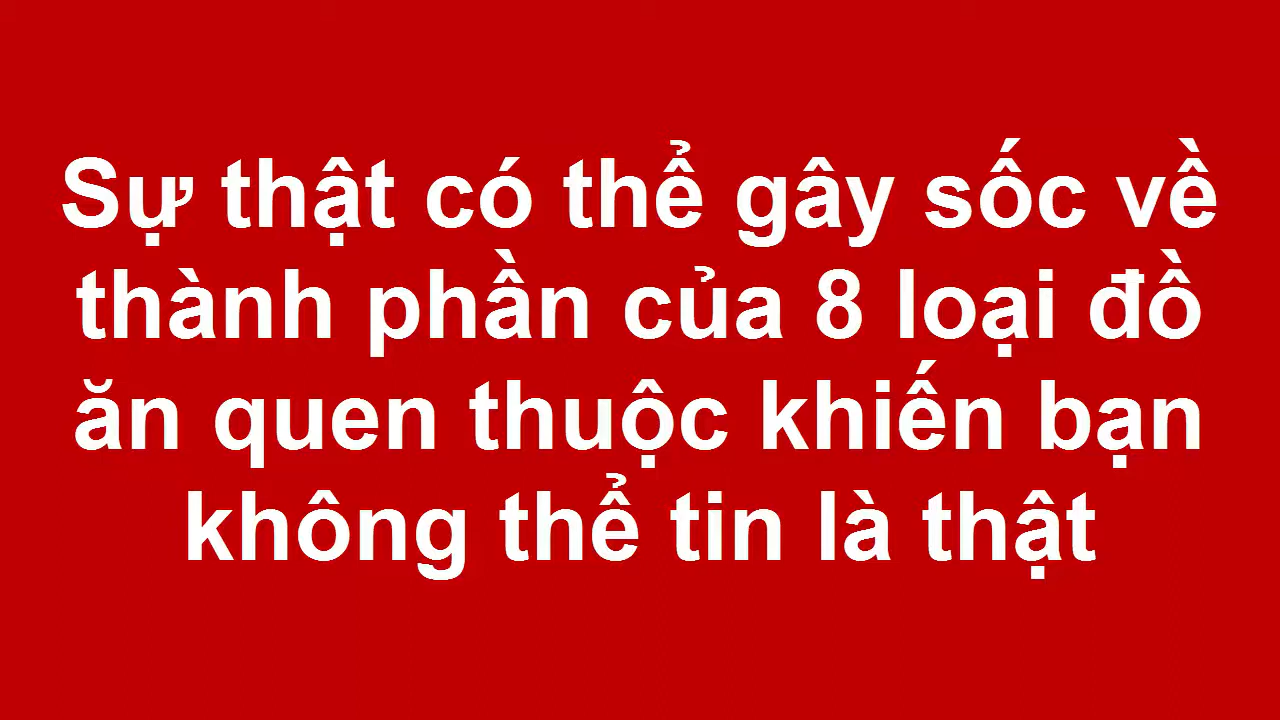 Sự thật có thể gây sốc về
thành phần của 8 loại đồ
ăn quen thuộc khiến bạn
không thể tin là thật